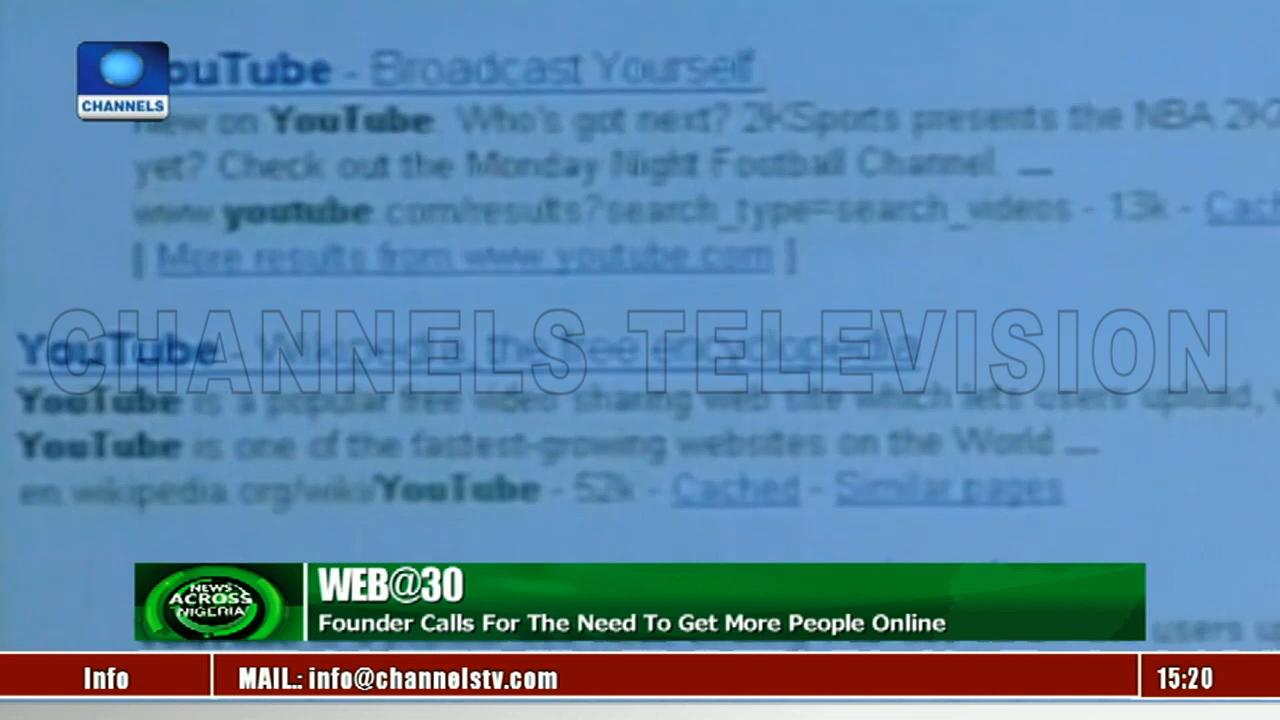 CHANNELS
YouTube - Broadcast Yourself
New on YouTube. Who's got next? 2KSports presents the NBA 2K
yet? Check out the Monday Night Football Channel.
www.youtube.com/results?search_type=search_videos - 13k - Cach
[ More results from www.youtube.com ]
CHANNELS TELEVISION
YouTube - Wikipedia, the free encyclopedia
YouTube is a popular free video sharing web site which lets users upload,
YouTube is one of the fastest-growing websites on the World
en.wikipedia.org/wiki/YouTube - 52k - Cached - Similar pages
NEWS ACROSS NIGERIA
WEB@30
Founder Calls For The Need To Get More People Online
users
Info
MAIL.: info@channelstv.com
15:20